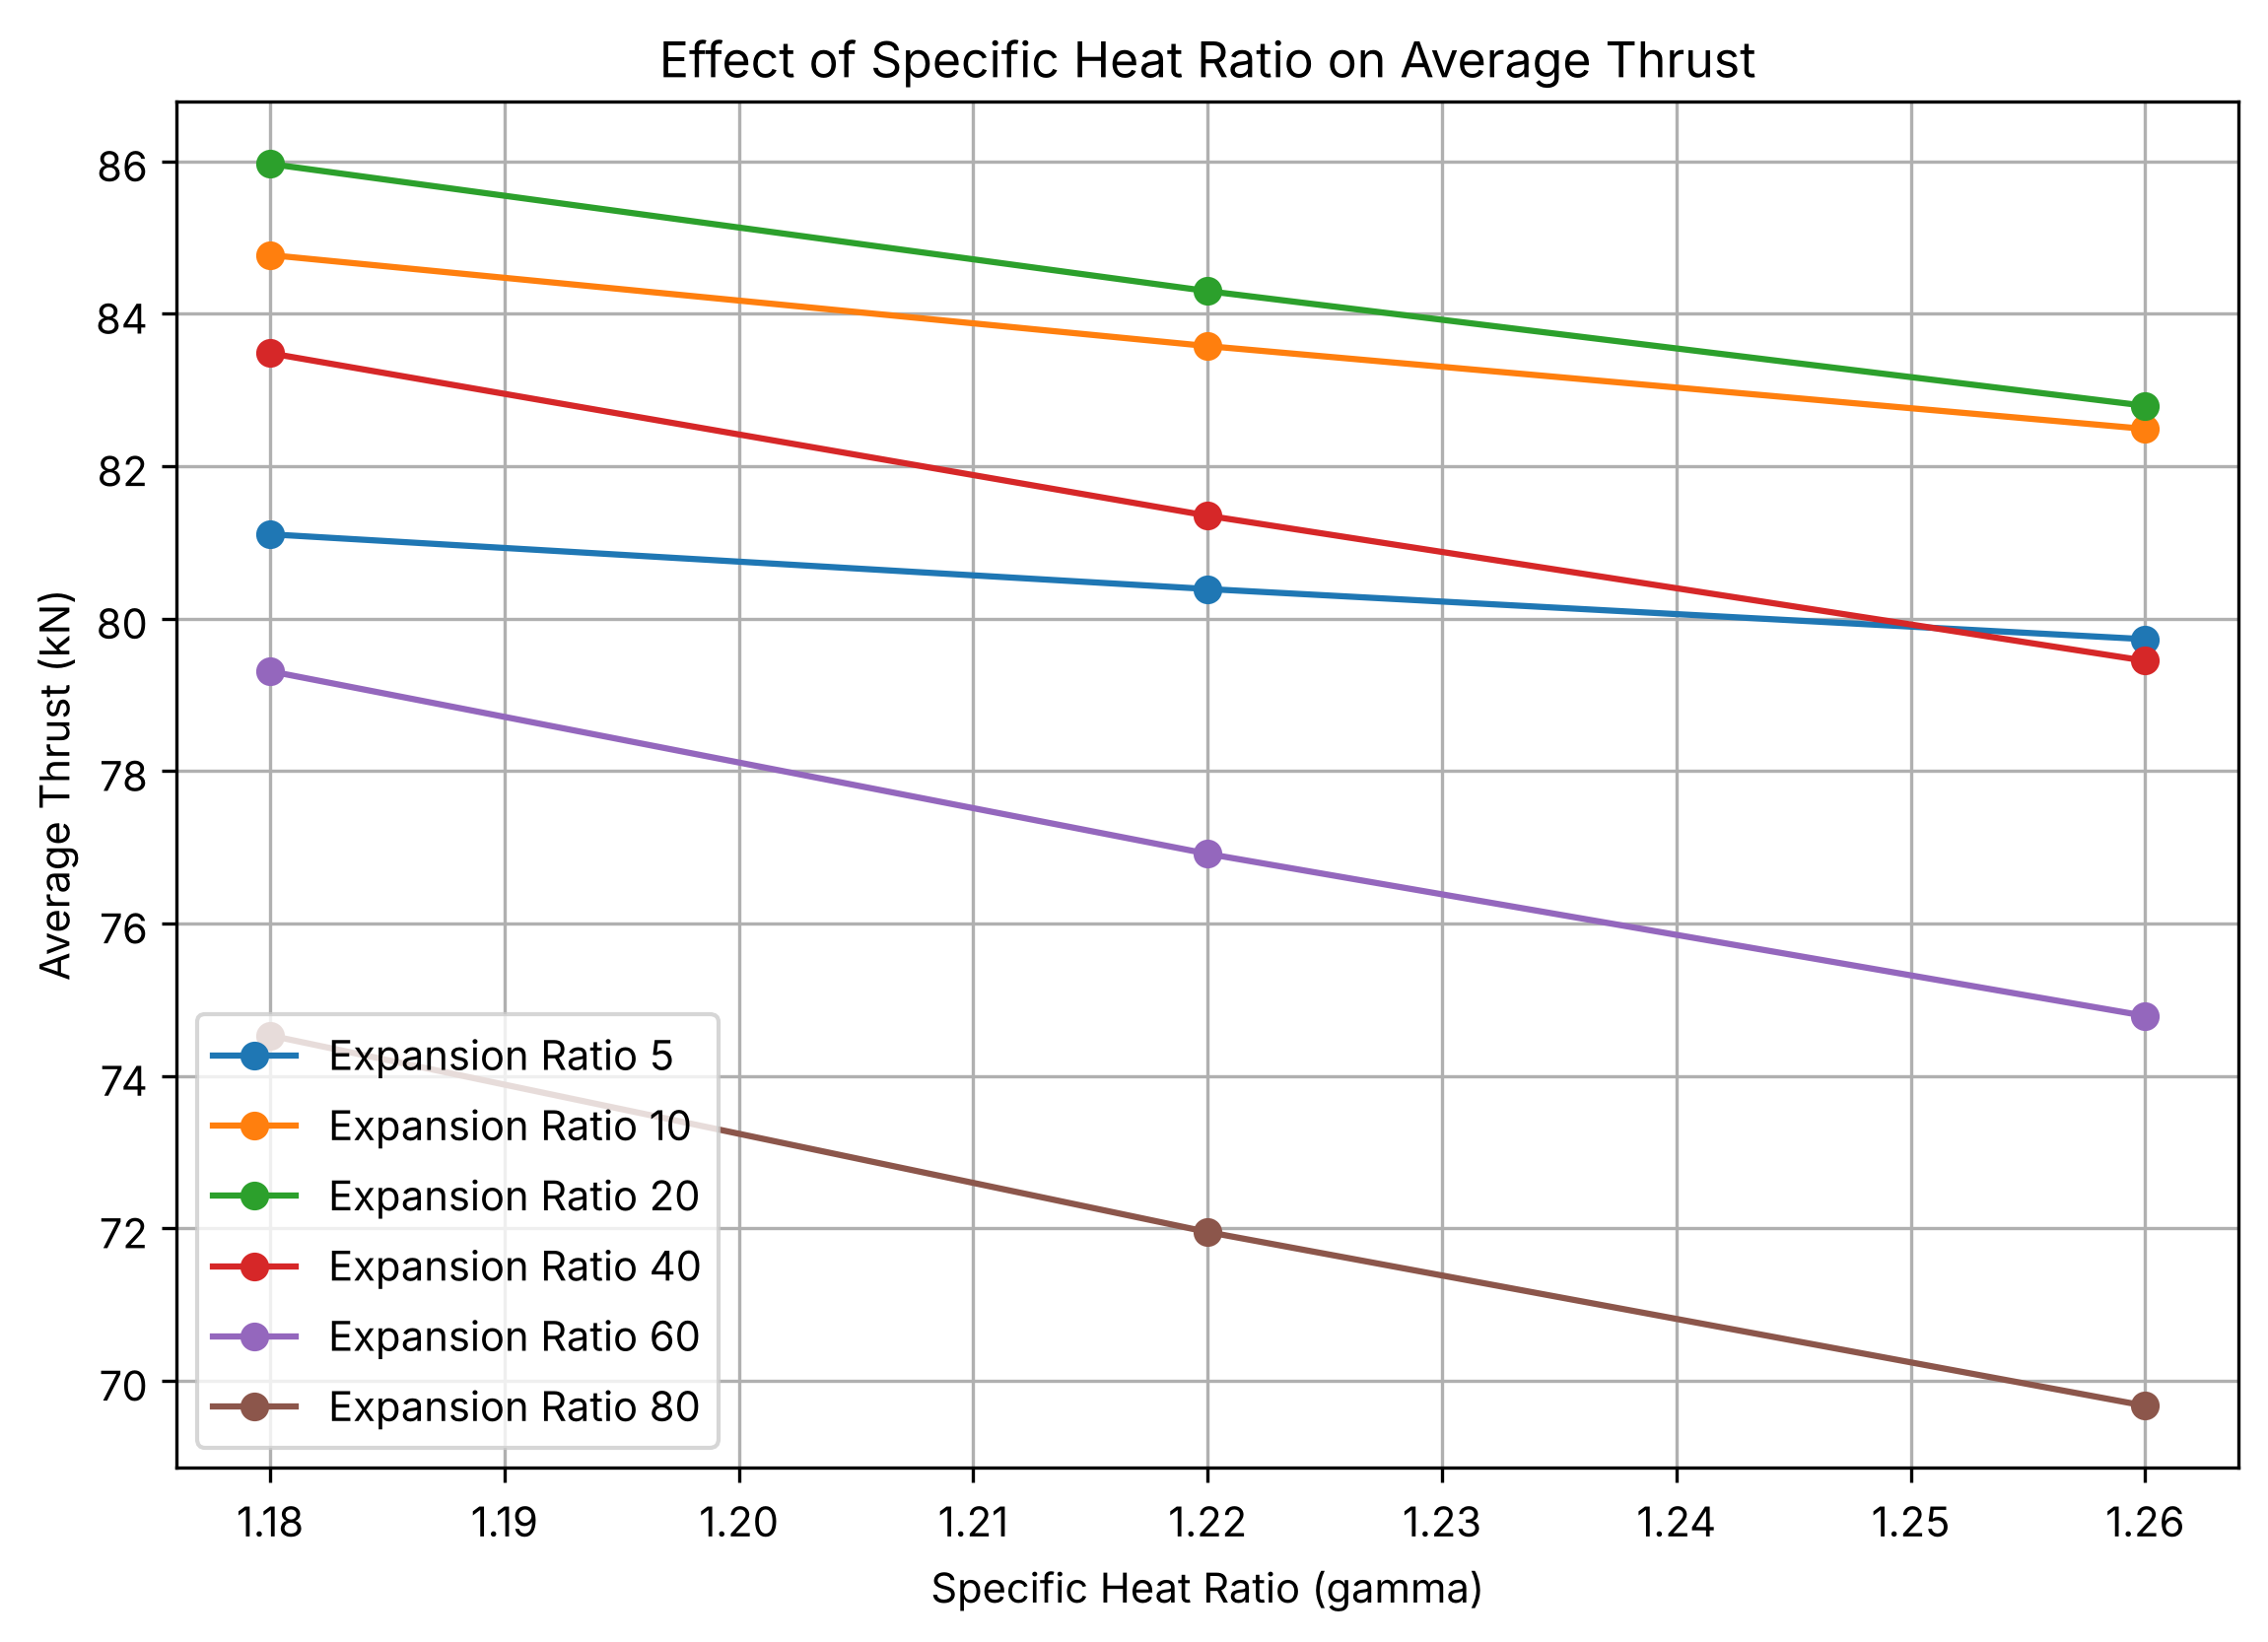 Effect of Specific Heat Ratio on Average Thrust
Average Thrust (kN)
86
84
82
80
78
76
74
72
70
Expansion Ratio 5
Expansion Ratio 10
Expansion Ratio 20
Expansion Ratio 40
Expansion Ratio 60
Expansion Ratio 80
1.18 1.19 1.20 1.21 1.22 1.23 1.24 1.25 1.26
Specific Heat Ratio (gamma)